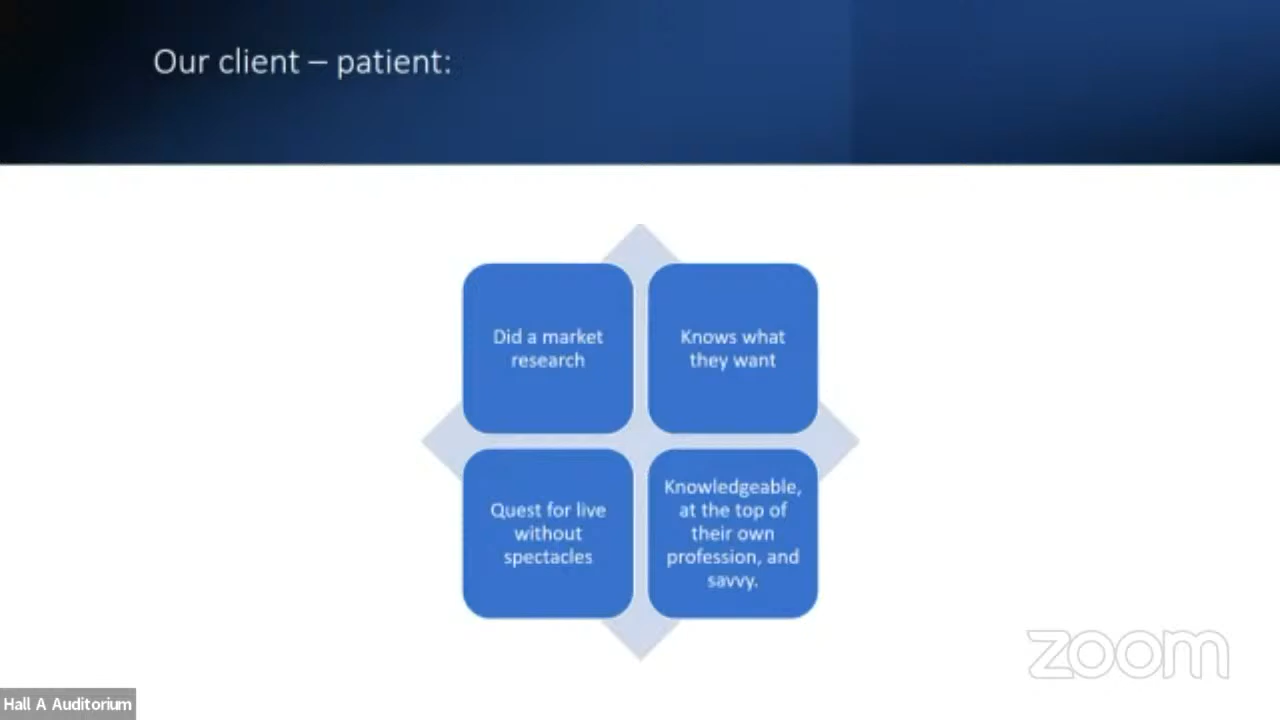 Our client – patient:
Did a market
research
Knows what
they want
Quest for live
without
spectacles
Knowledgeable,
at the top of
their own
profession, and
savvy.
zoom
Hall A Auditorium